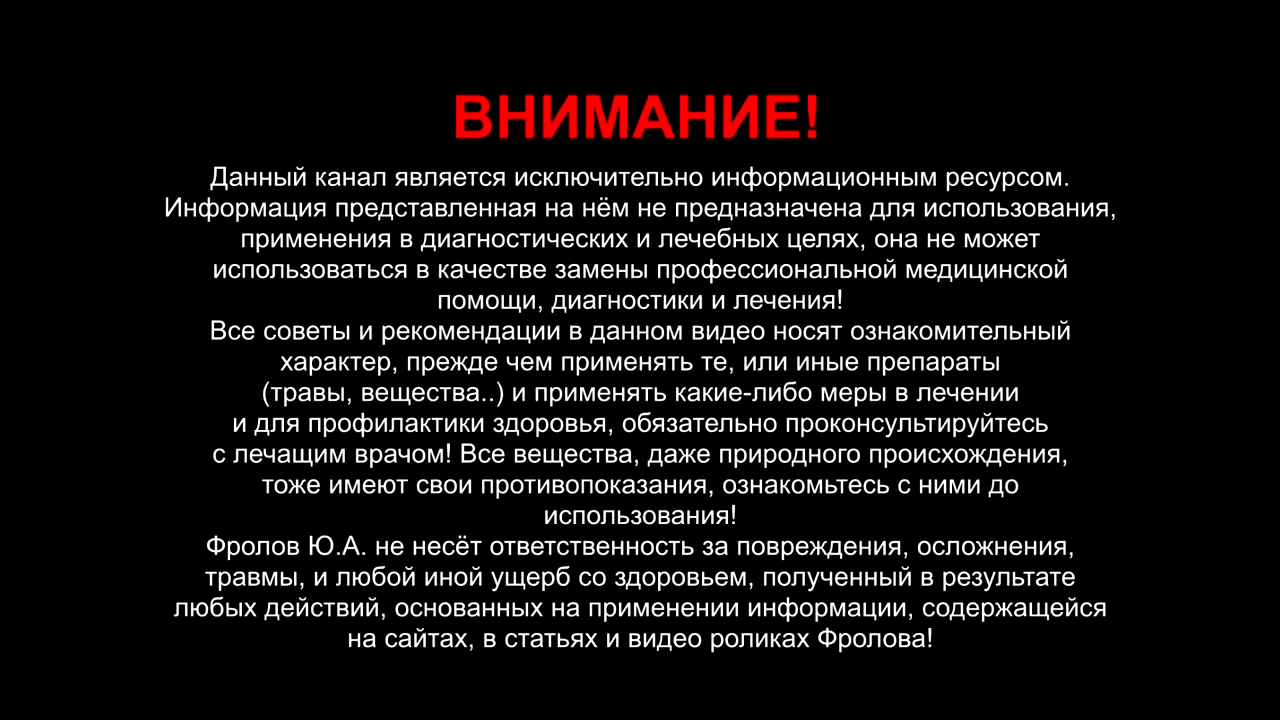 ВНИМАНИЕ!
Данный канал является исключительно информационным ресурсом.
Информация представленная на нём не предназначена для использования,
применения в диагностических и лечебных целях, она не может
использоваться в качестве замены профессиональной медицинской
помощи, диагностики и лечения!
Все советы и рекомендации в данном видео носят ознакомительный
характер, прежде чем применять те, или иные препараты
(травы, вещества..) и применять какие-либо меры в лечении
и для профилактики здоровья, обязательно проконсультируйтесь
с лечащим врачом! Все вещества, даже природного происхождения,
тоже имеют свои противопоказания, ознакомьтесь с ними до
использования!
Фролов Ю.А. не несёт ответственность за повреждения, осложнения,
травмы, и любой иной ущерб со здоровьем, полученный в результате
любых действий, основанных на применении информации, содержащейся
на сайтах, в статьях и видео роликах Фролова!